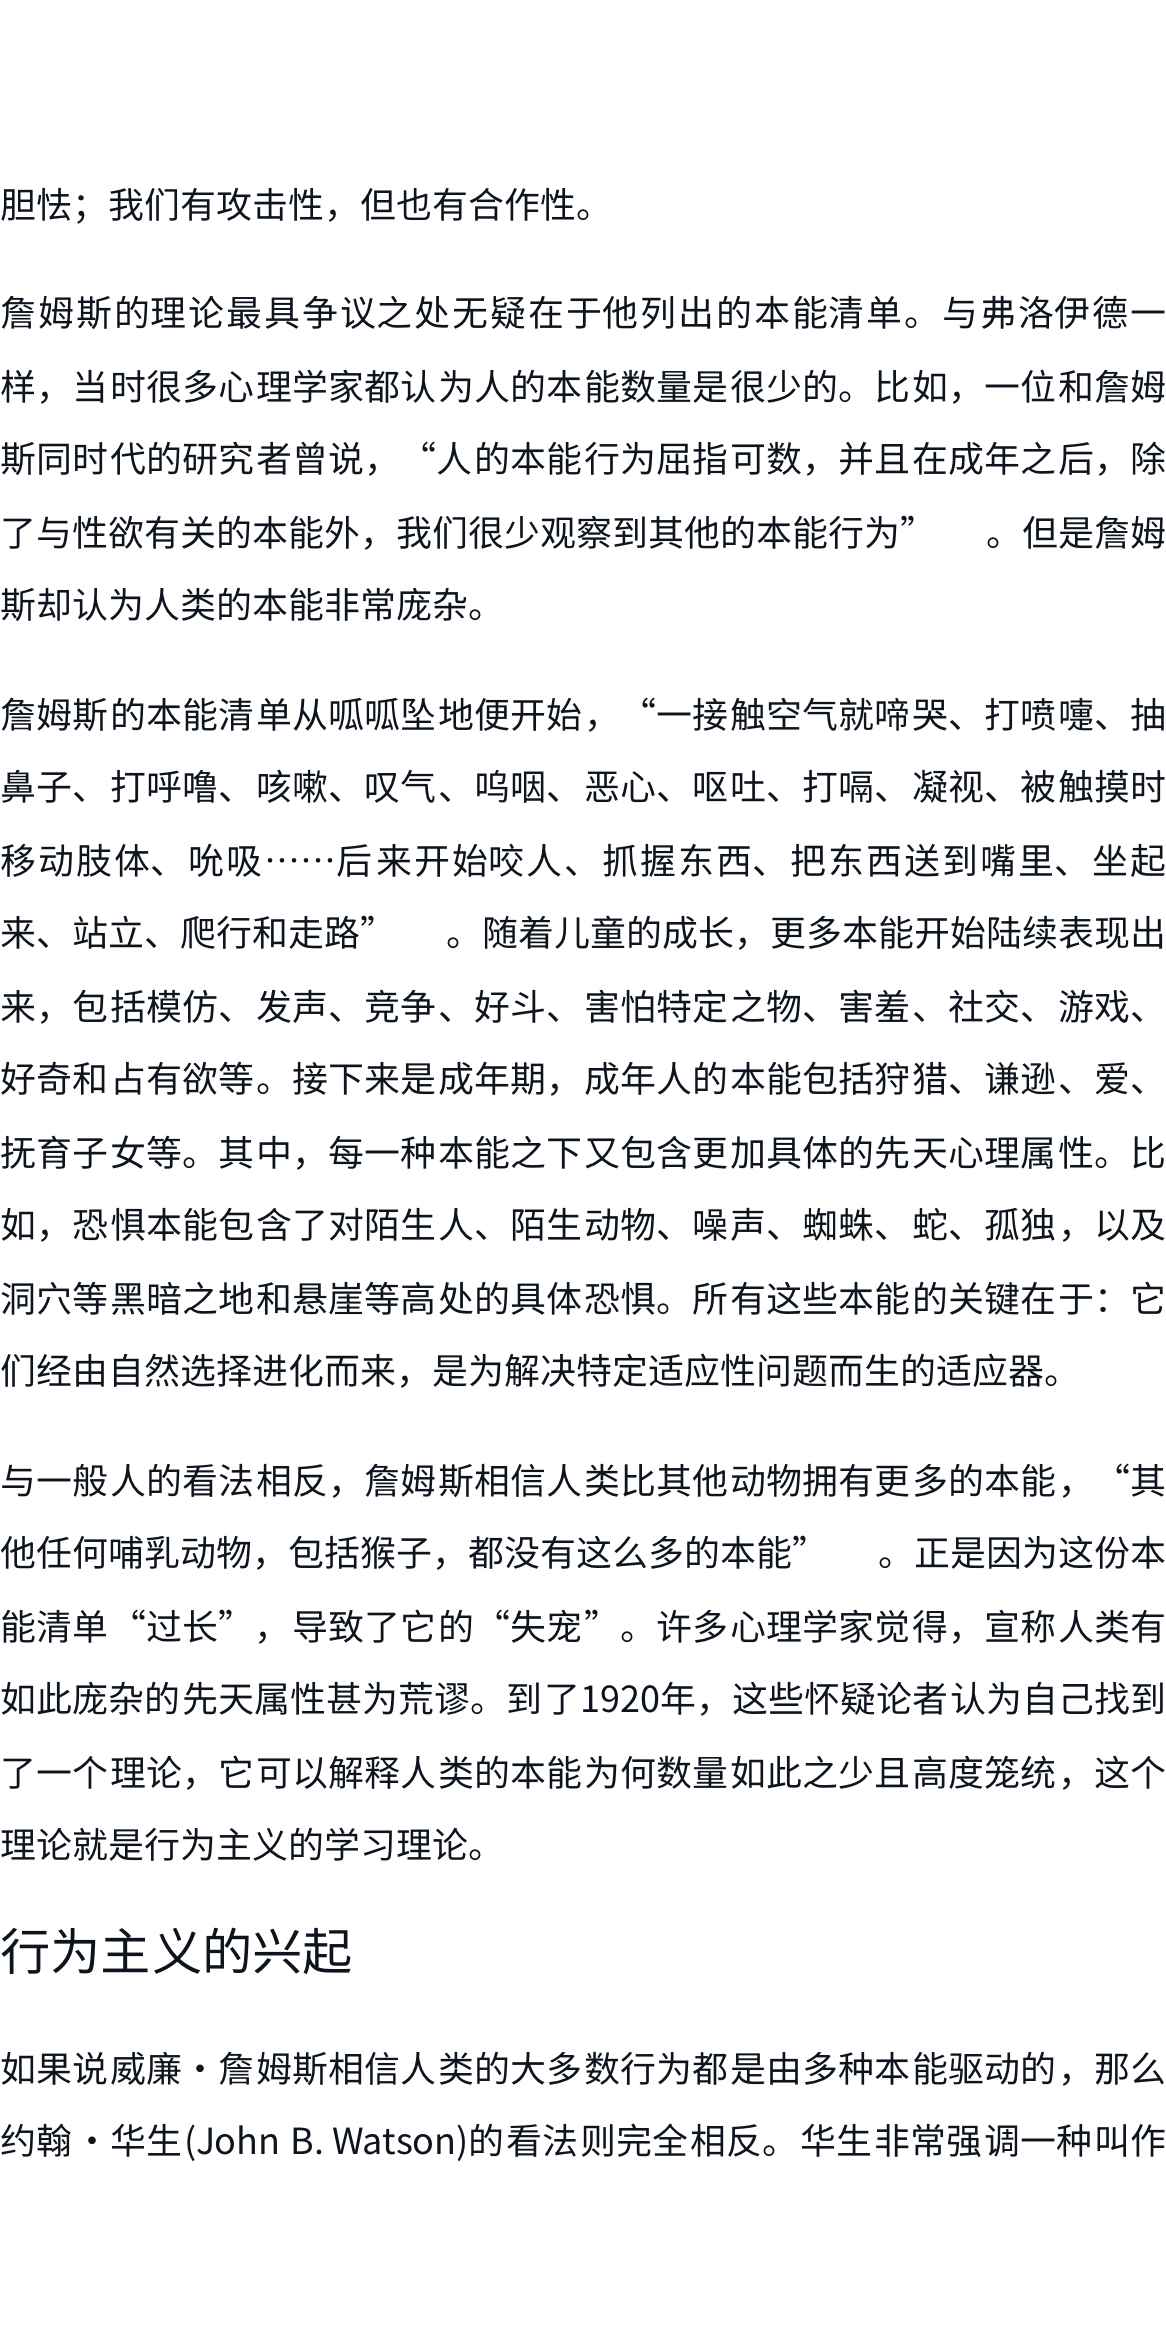 胆怯；我们有攻击性，但也有合作性。
詹姆斯的理论最具争议之处无疑在于他列出的本能清单。与弗洛伊德一
样，当时很多心理学家都认为人的本能数量是很少的。比如，一位和詹姆
斯同时代的研究者曾说，“人的本能行为屈指可数，并且在成年之后，除
了与性欲有关的本能外，我们很少观察到其他的本能行为”　。但是詹姆
斯却认为人类的本能非常庞杂。
詹姆斯的本能清单从呱呱坠地便开始，“一接触空气就啼哭、打喷嚏、抽
鼻子、打呼噜、咳嗽、叹气、呜咽、恶心、呕吐、打嗝、凝视、被触摸时
移动肢体、吮吸……后来开始咬人、抓握东西、把东西送到嘴里、坐起
来、站立、爬行和走路”　。随着儿童的成长，更多本能开始陆续表现出
来，包括模仿、发声、竞争、好斗、害怕特定之物、害羞、社交、游戏、
好奇和占有欲等。接下来是成年期，成年人的本能包括狩猎、谦逊、爱、
抚育子女等。其中，每一种本能之下又包含更加具体的先天心理属性。比
如，恐惧本能包含了对陌生人、陌生动物、噪声、蜘蛛、蛇、孤独，以及
洞穴等黑暗之地和悬崖等高处的具体恐惧。所有这些本能的关键在于：它
们经由自然选择进化而来，是为解决特定适应性问题而生的适应器。
与一般人的看法相反，詹姆斯相信人类比其他动物拥有更多的本能，“其
他任何哺乳动物，包括猴子，都没有这么多的本能”　。正是因为这份本
能清单“过长”，导致了它的“失宠”。许多心理学家觉得，宣称人类有
如此庞杂的先天属性甚为荒谬。到了1920年，这些怀疑论者认为自己找到
了一个理论，它可以解释人类的本能为何数量如此之少且高度笼统，这个
理论就是行为主义的学习理论。
行为主义的兴起
如果说威廉·詹姆斯相信人类的大多数行为都是由多种本能驱动的，那么
约翰·华生(John B. Watson)的看法则完全相反。华生非常强调一种叫作